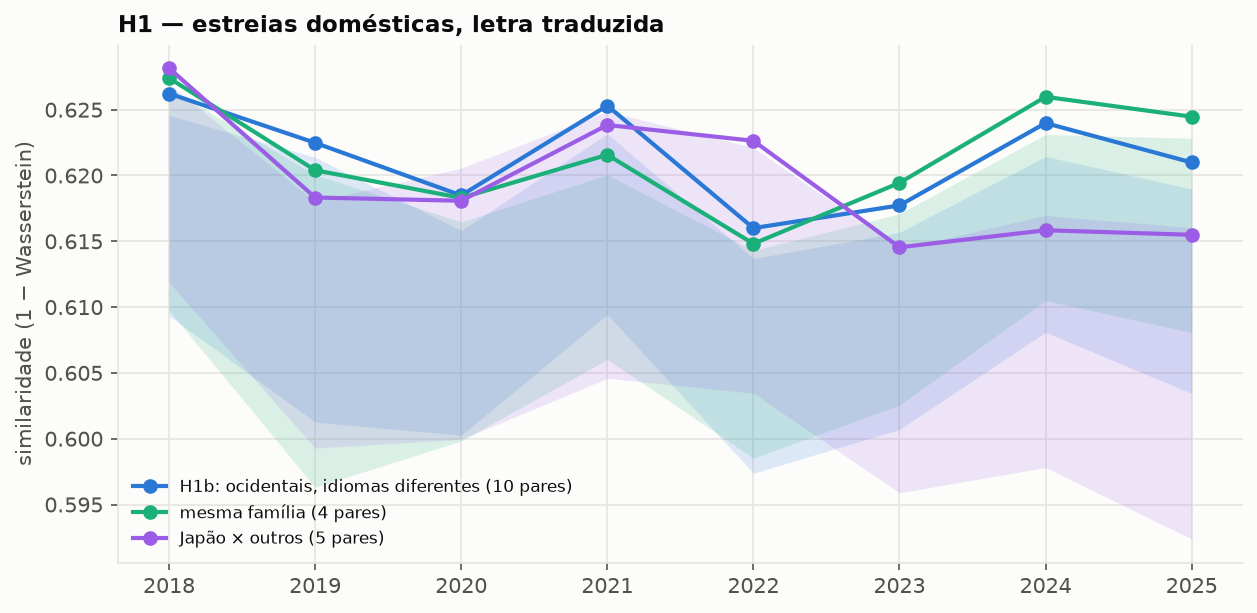 H1 — estreias domésticas, letra traduzida
similaridade (1 — Wasserstein)
0.625
0.620
0.615
0.610
0.605
0.600
0.595
H1b: ocidentais, idiomas diferentes (10 pares)
mesma família (4 pares)
Japão × outros (5 pares)
2018 2019 2020 2021 2022 2023 2024 2025